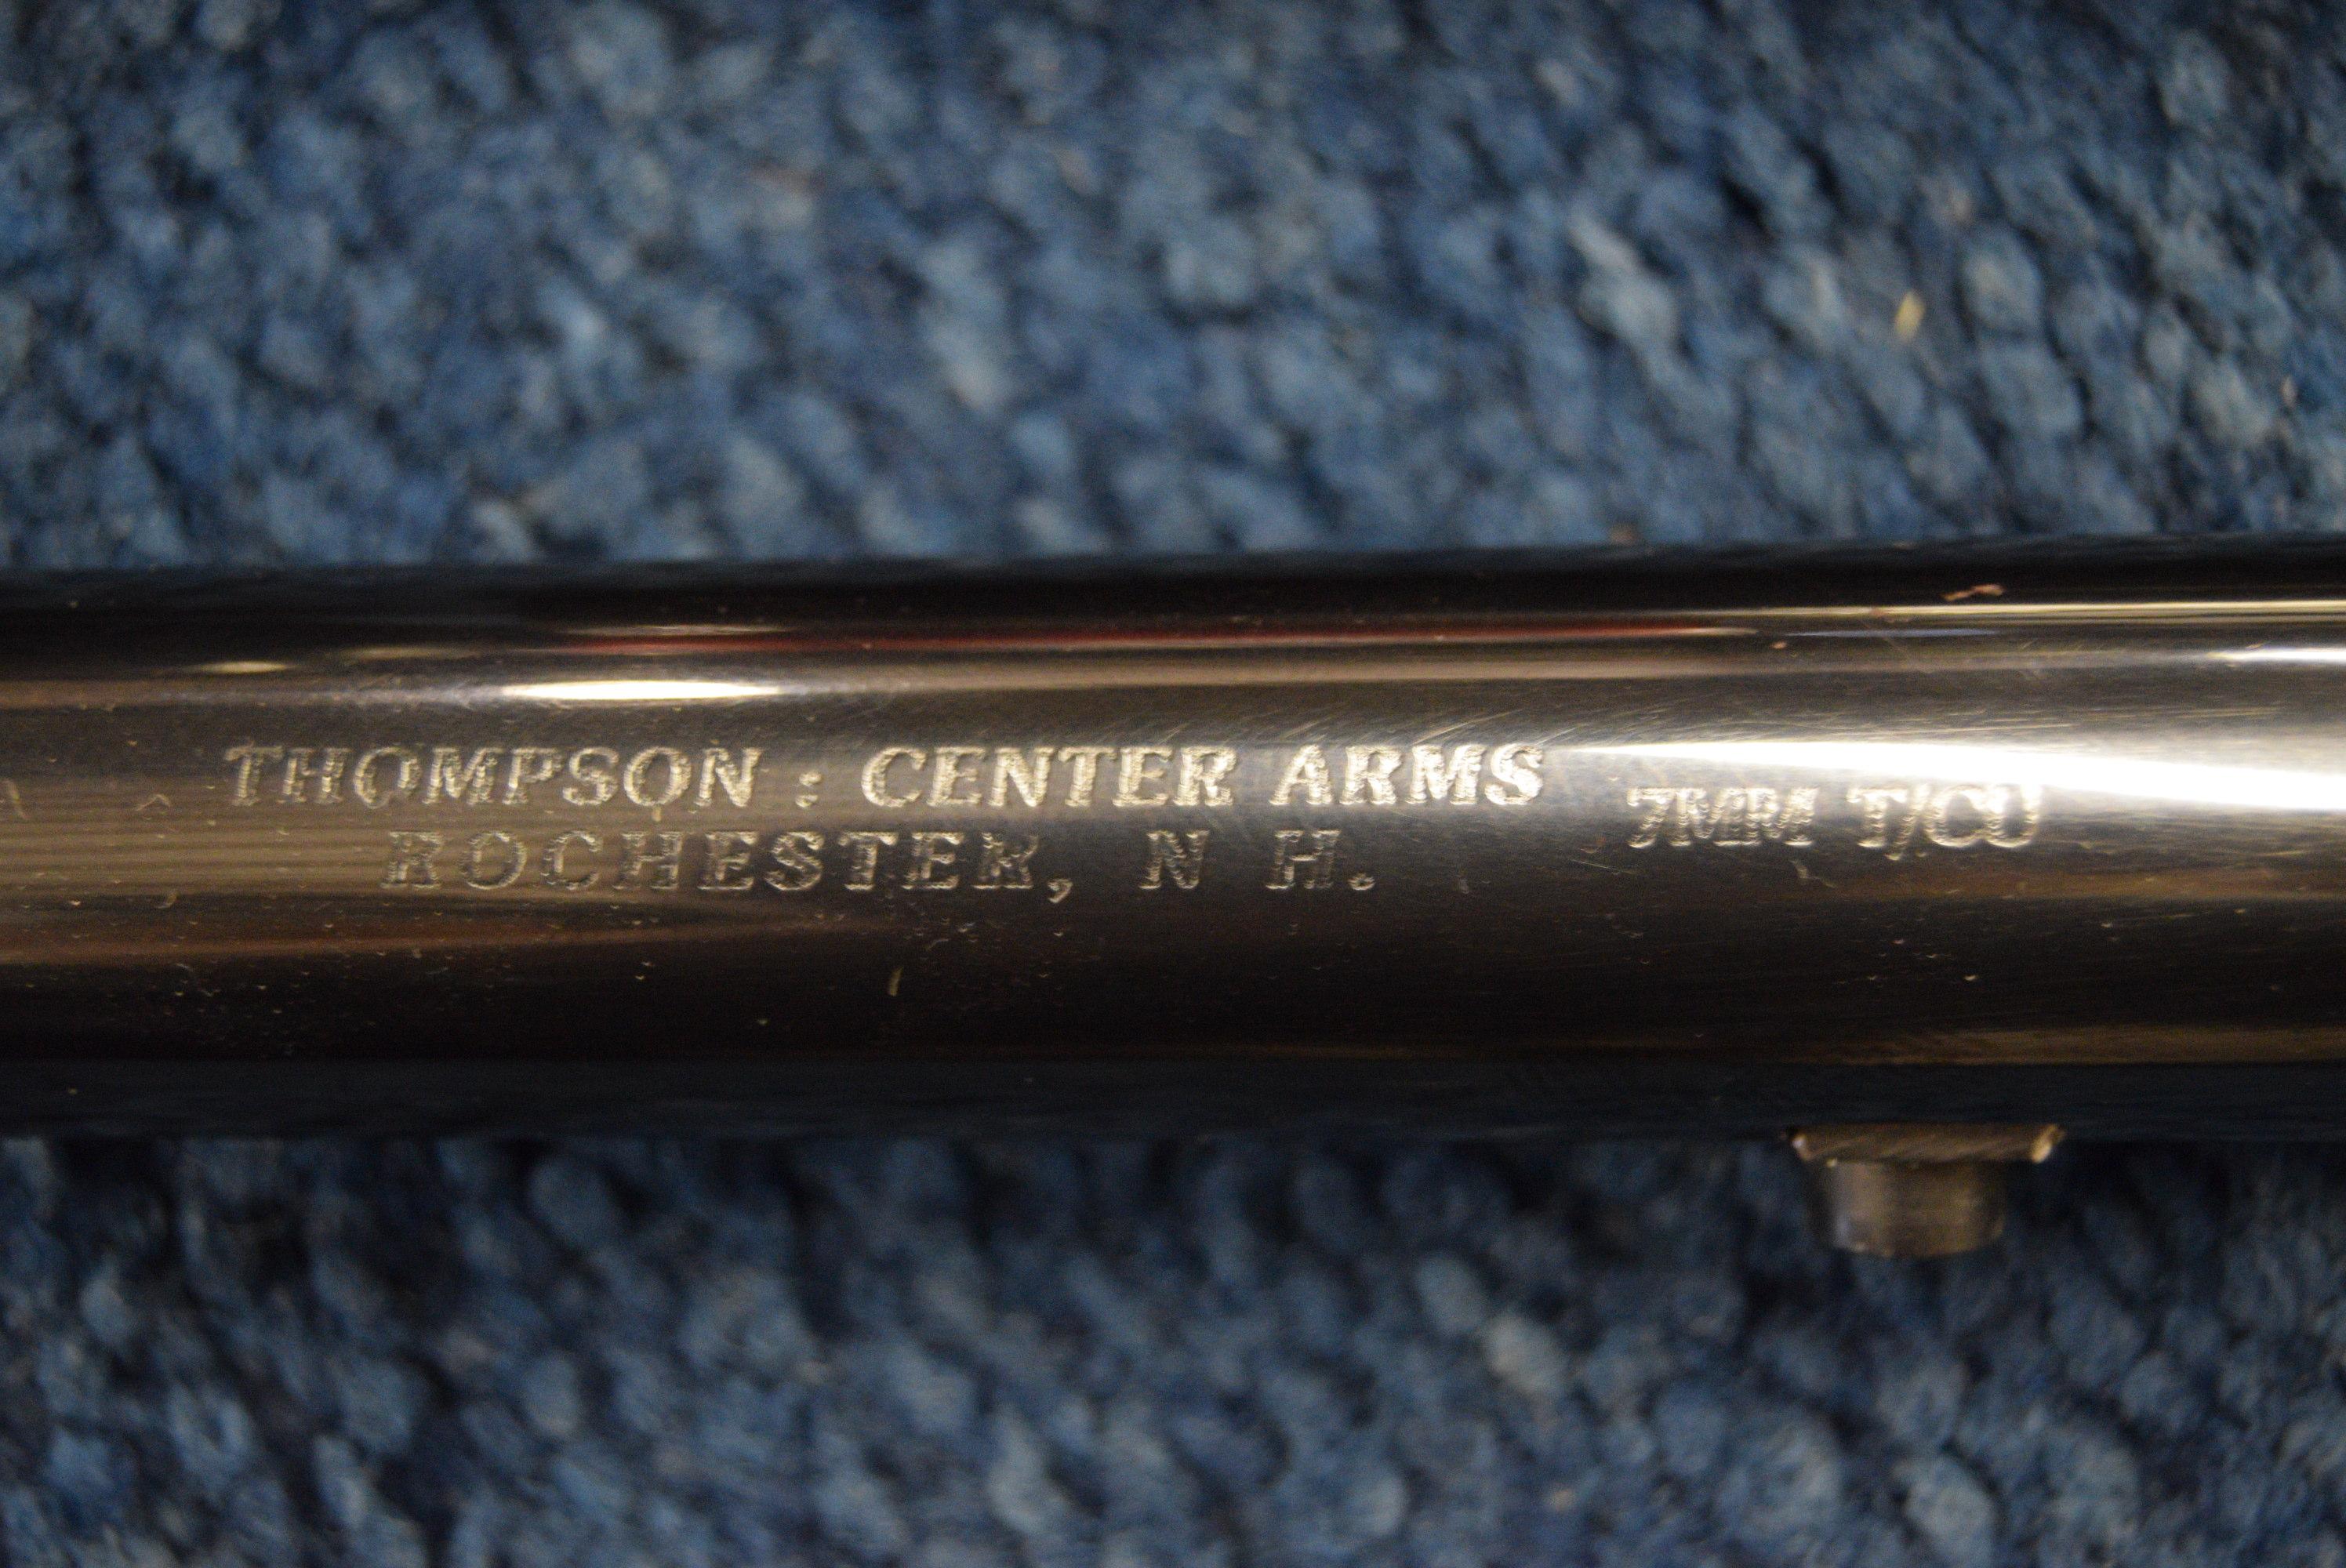 THOMPSON : CENTER ARMS
ROCHESTER, N H.
7MM T/CU